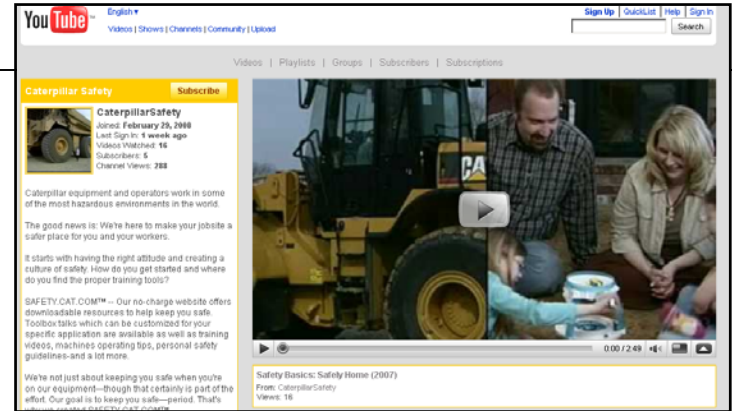 You Tube
English ▾
Videos | Shows | Channels | Community | Upload
Sign Up | QuickList | Help | Sign In
Search
Videos | Playlists | Groups | Subscribers | Subscriptions
Caterpillar Safety
Subscribe
CaterpillarSafety
Joined: February 29, 2008
Last Sign In: 1 week ago
Videos Watched: 16
Subscribers: 5
Channel Views: 288
Caterpillar equipment and operators work in some
of the most hazardous environments in the world.
The good news is: We're here to make your jobsite a
safer place for you and your workers.
It starts with having the right attitude and creating a
culture of safety. How do you get started and where
do you find the proper training tools?
SAFETY.CAT.COM™ -- Our no-charge website offers
downloadable resources to help keep you safe.
Toolbox talks which can be customized for your
specific application are available as well as training
videos, machines operating tips, personal safety
guidelines-and a lot more.
We're not just about keeping you safe when you're
on our equipment—though that certainly is part of the
effort. Our goal is to keep you safe—period. That's
why we created SAFETY.CAT.COM™
CA
0:00 / 2:49
Safety Basics: Safely Home (2007)
From: CaterpillarSafety
Views: 16